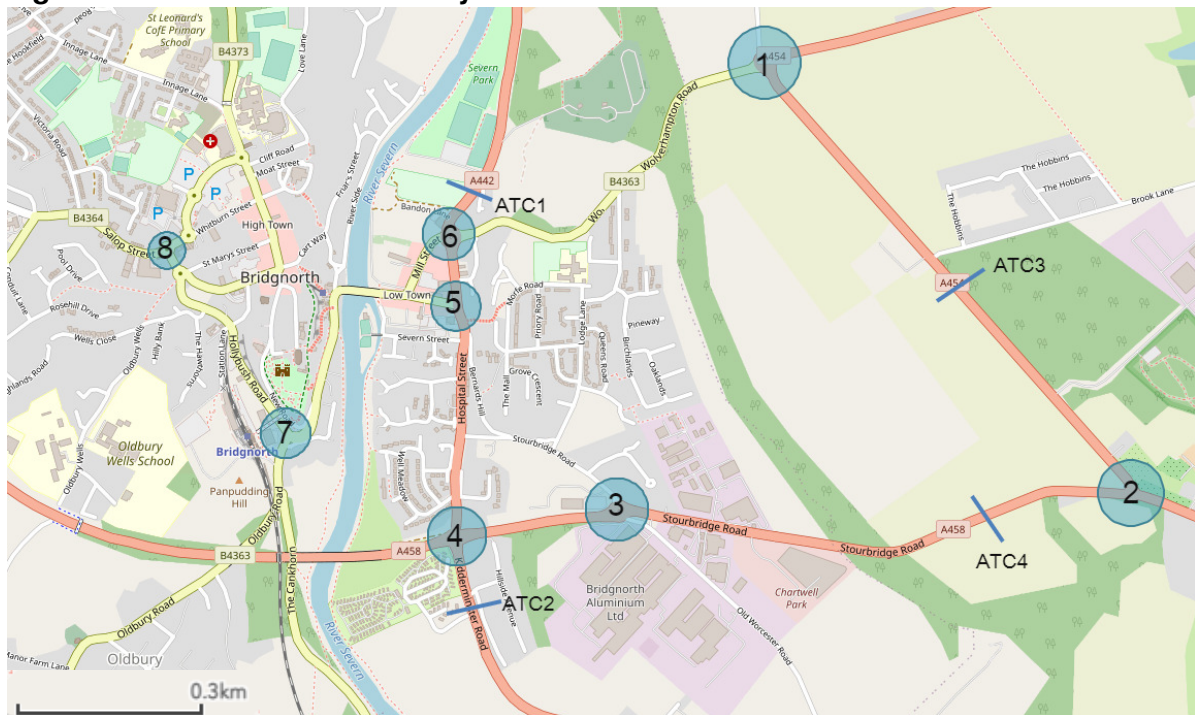 St Leonard's
CofE Primary
School
B4373
Innage Lane
Innage Lane
Love Lane
Victoria Road
Cliff Road
Moat Street
P
P
P
Whitburn Street
B4364
Salop Street
8
High Town
St Marys Street
Cart Way
Bridgnorth
Pool Drive
Rosehill Drive
Wells Close
Hilly Bank
Oldbury Wells
The Heathons
Station Lane
Hollybush Road
Oldbury
Wells School
Oldbury Wells
Bridgnorth
7
Panpudding
Hill
Oldbury Road
The Cankhorn
B4363
Oldbury Road
Oldbury
Manor Farm Lane
0.3km
River Severn
Friar's Street
River Side
Severn
Park
A442
ATC1
Bandon Lane
6
Mill Street
Low Town
5
Severn Street
Morfe Road
Priory Road
Lodge Lane
The Mall
Grove
Crescent
Queens Road
Birchlands
Pineway
Oaklands
Hospital Street
Bernards Hill
Well Meadow
Stourbridge Road
4
A458
3
Kidderminster Road
Hillside Avenue
ATC2
River Severn
Bridgnorth
Aluminium
Ltd
Old Worcester Road
Stourbridge Road
Chartwell
Park
Stourbridge Road
A458
ATC4
2
B4363
Wolverhampton Road
1
A454
The Hobbins
The Hobbins
Brook Lane
ATC3
A454